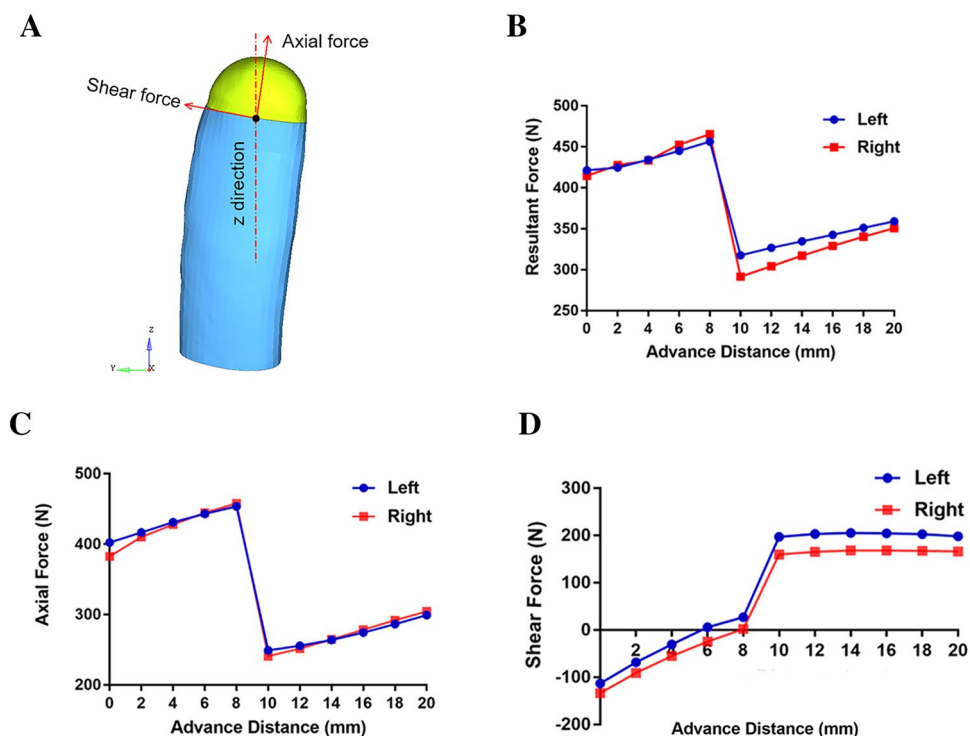 A
Axial force
Shear force
z direction
z
Y
X
B
500
450
400
350
300
250
Resultant Force (N)
Left
Right
0 2 4 6 8 10 12 14 16 18 20
Advance Distance (mm)
C
500
400
300
200
Axial Force (N)
Left
Right
0 2 4 6 8 10 12 14 16 18 20
Advance Distance (mm)
D
300
200
100
0
-100
-200
Shear Force (N)
Left
Right
2 4 6 8 10 12 14 16 18 20
Advance Distance (mm)